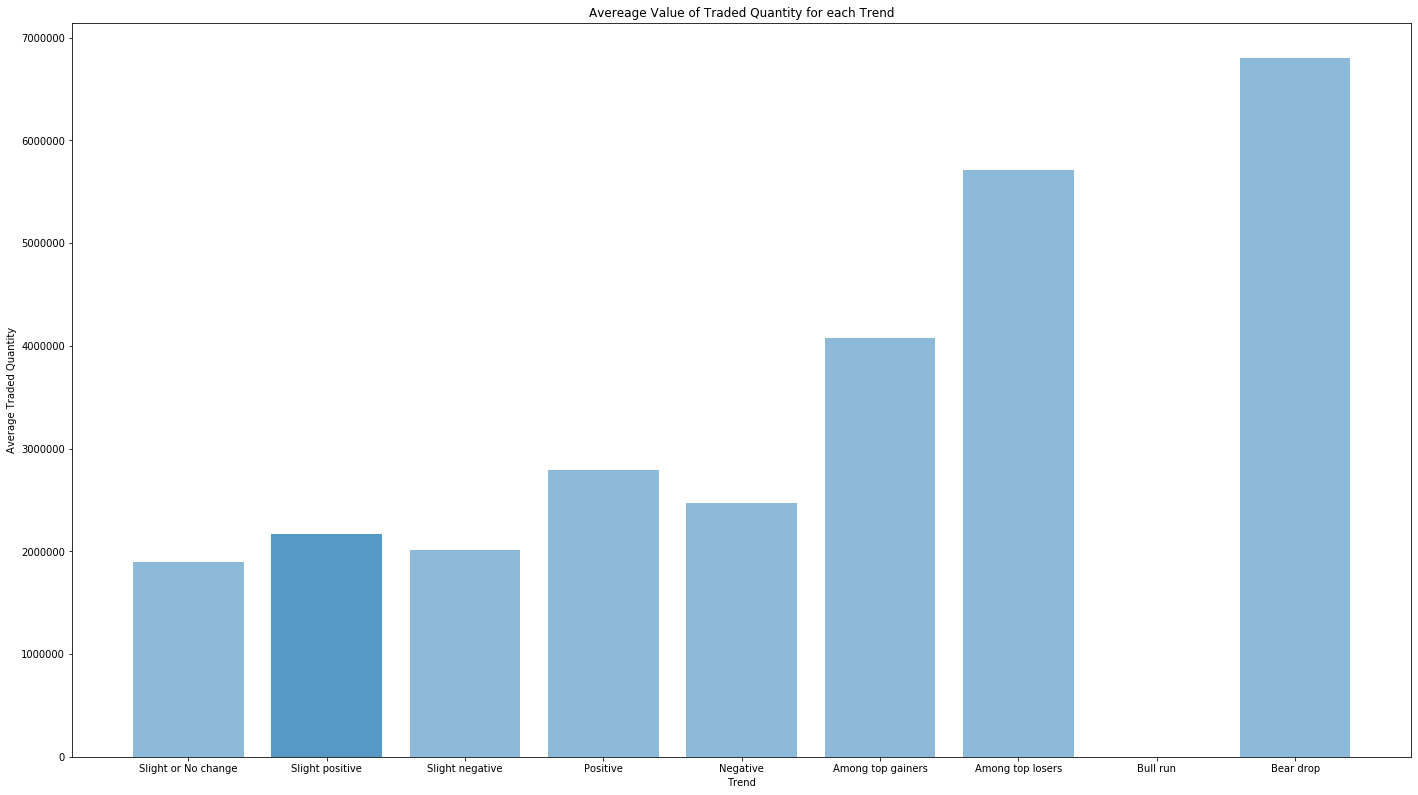 Avereage Value of Traded Quantity for each Trend
7000000
6000000
5000000
4000000
3000000
2000000
1000000
0
Average Traded Quantity
Slight or No change
Slight positive
Slight negative
Positive
Negative
Among top gainers
Among top losers
Bull run
Bear drop
Trend